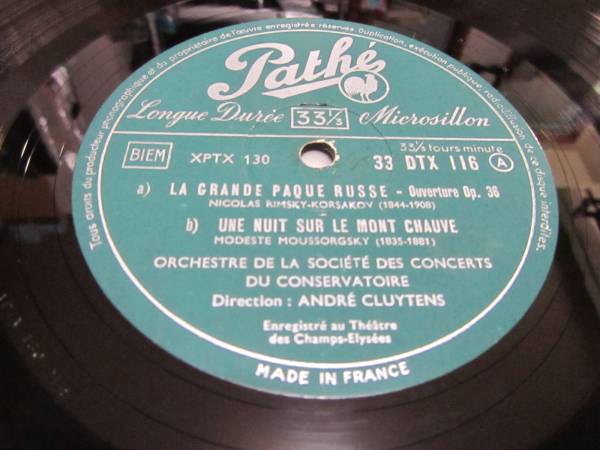 Tous droits du producteur phonographique et du propriétaire de l'œuvre enregistrée réservés. Duplication, exécution publique, radiodiffusion de ce disque interdites.
Pathé
Longue Durée 33⅓ Microsillon
33⅓ tours minute
BIEM XPTX 130 33 DTX 116 A
a) LA GRANDE PAQUE RUSSE - Ouverture Op. 36
NICOLAS RIMSKY-KORSAKOV (1844-1908)
b) UNE NUIT SUR LE MONT CHAUVE
MODESTE MOUSSORGSKY (1835-1881)
ORCHESTRE DE LA SOCIÉTÉ DES CONCERTS
DU CONSERVATOIRE
Direction : ANDRÉ CLUYTENS
Enregistré au Théâtre
des Champs-Elysées
MADE IN FRANCE